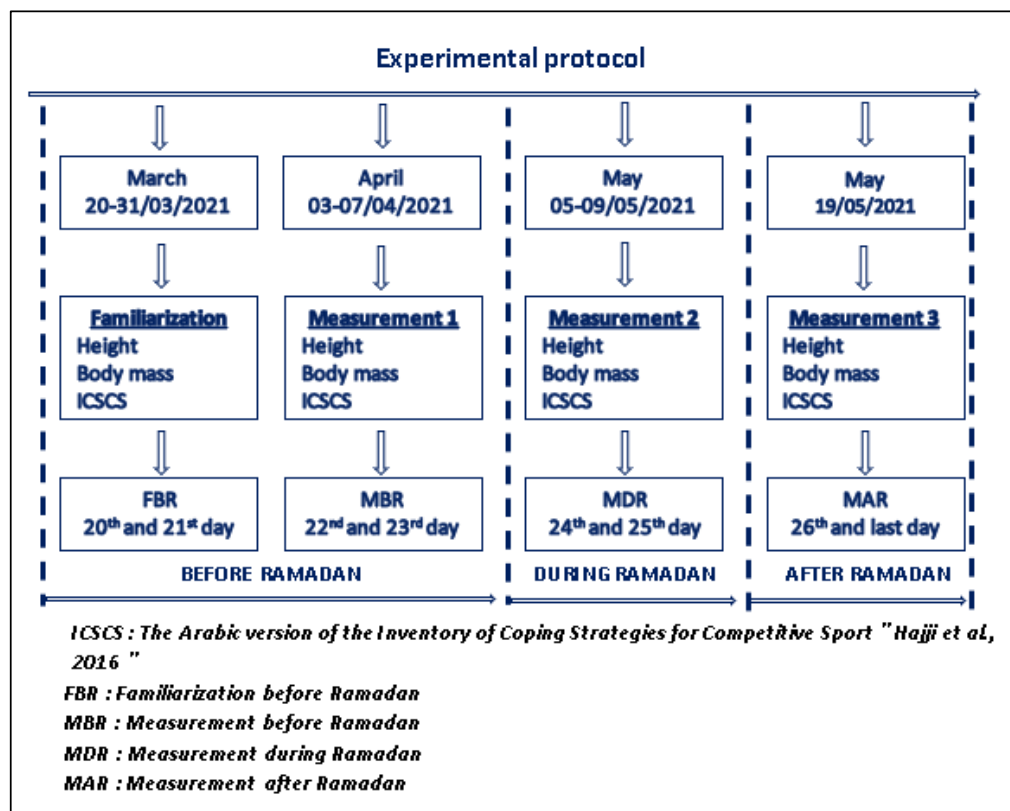 Experimental protocol
March
20-31/03/2021
April
03-07/04/2021
May
05-09/05/2021
May
19/05/2021
Familiarization
Height
Body mass
ICSCS
Measurement 1
Height
Body mass
ICSCS
Measurement 2
Height
Body mass
ICSCS
Measurement 3
Height
Body mass
ICSCS
FBR
20th and 21st day
MBR
22nd and 23rd day
MDR
24th and 25th day
MAR
26th and last day
BEFORE RAMADAN
DURING RAMADAN
AFTER RAMADAN
ICSCS : The Arabic version of the Inventory of Coping Strategies for Competitive Sport " Hajji et al.,
2016 "
FBR : Familiarization before Ramadan
MBR : Measurement before Ramadan
MDR : Measurement during Ramadan
MAR : Measurement after Ramadan